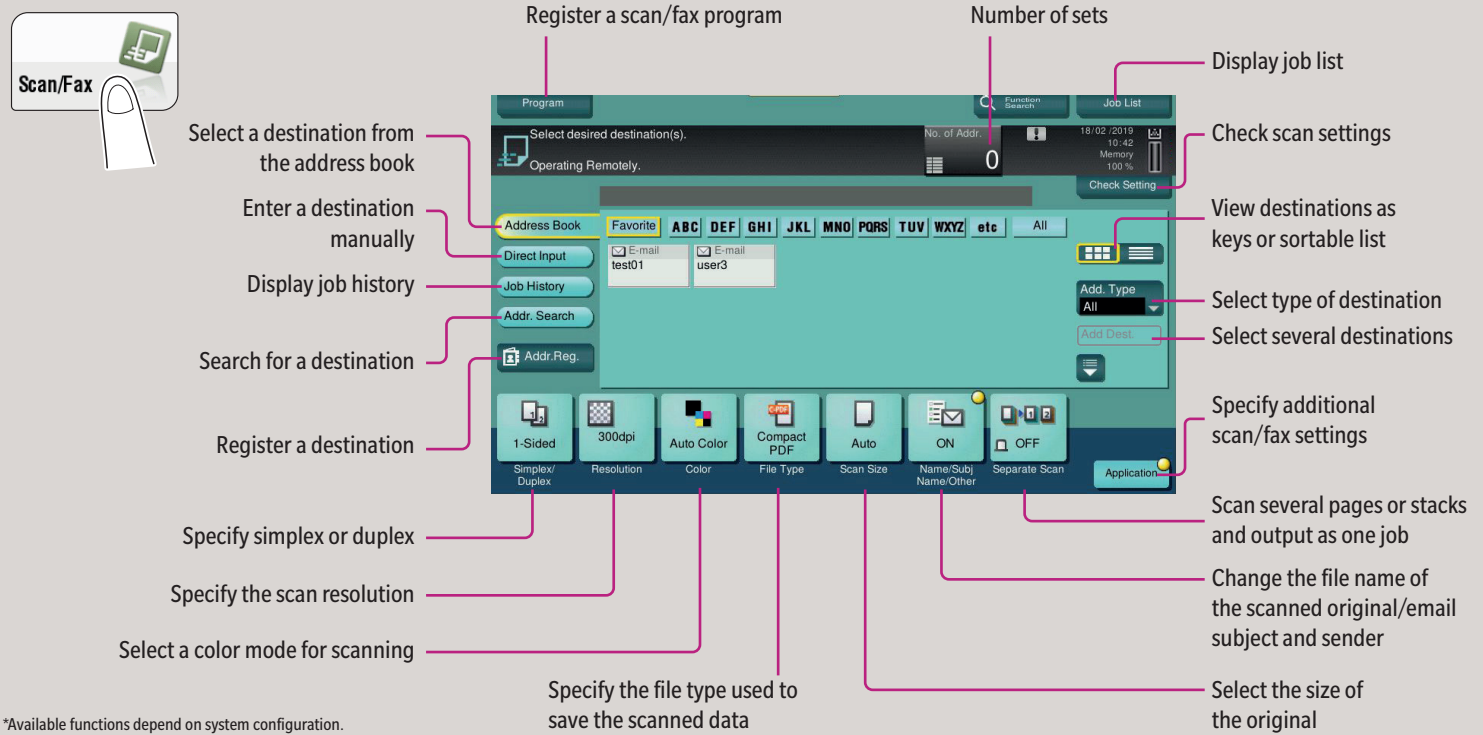 Register a scan/fax program
Number of sets
Scan/Fax
Display job list
Program
Function
Search
Job List
Select a destination from
the address book
Select desired destination(s).
Operating Remotely.
No. of Addr.
0
18/02 /2019
10:42
Memory
100 %
Check scan settings
Check Setting
Enter a destination
manually
View destinations as
keys or sortable list
Address Book
Favorite ABC DEF GHI JKL MNO PQRS TUV WXYZ etc All
Direct Input
E-mail
test01
E-mail
user3
Display job history
Job History
Add. Type
All
Select type of destination
Addr. Search
Add Dest.
Select several destinations
Search for a destination
Addr.Reg.
Register a destination
1 2
1-Sided
300dpi
Auto Color
C-PDF
Compact
PDF
Auto
ON
1 2
OFF
Specify additional
scan/fax settings
Simplex/
Duplex
Resolution
Color
File Type
Scan Size
Name/Subj
Name/Other
Separate Scan
Application
Specify simplex or duplex
Scan several pages or stacks
and output as one job
Specify the scan resolution
Change the file name of
the scanned original/email
subject and sender
Select a color mode for scanning
Specify the file type used to
save the scanned data
Select the size of
the original
*Available functions depend on system configuration.